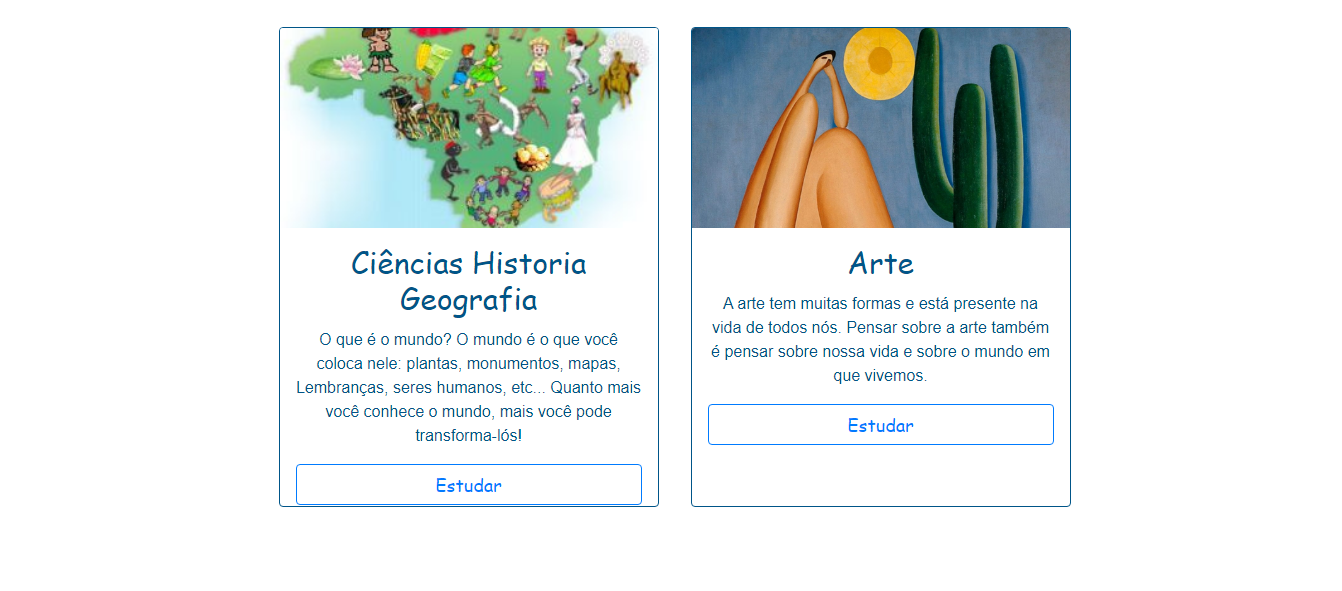 Ciências Historia
Geografia
O que é o mundo? O mundo é o que você
coloca nele: plantas, monumentos, mapas,
Lembranças, seres humanos, etc... Quanto mais
você conhece o mundo, mais você pode
transforma-lós!
Estudar
Arte
A arte tem muitas formas e está presente na
vida de todos nós. Pensar sobre a arte também
é pensar sobre nossa vida e sobre o mundo em
que vivemos.
Estudar